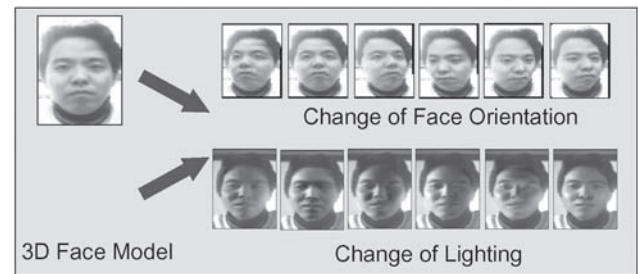 Change of Face Orientation
3D Face Model
Change of Lighting